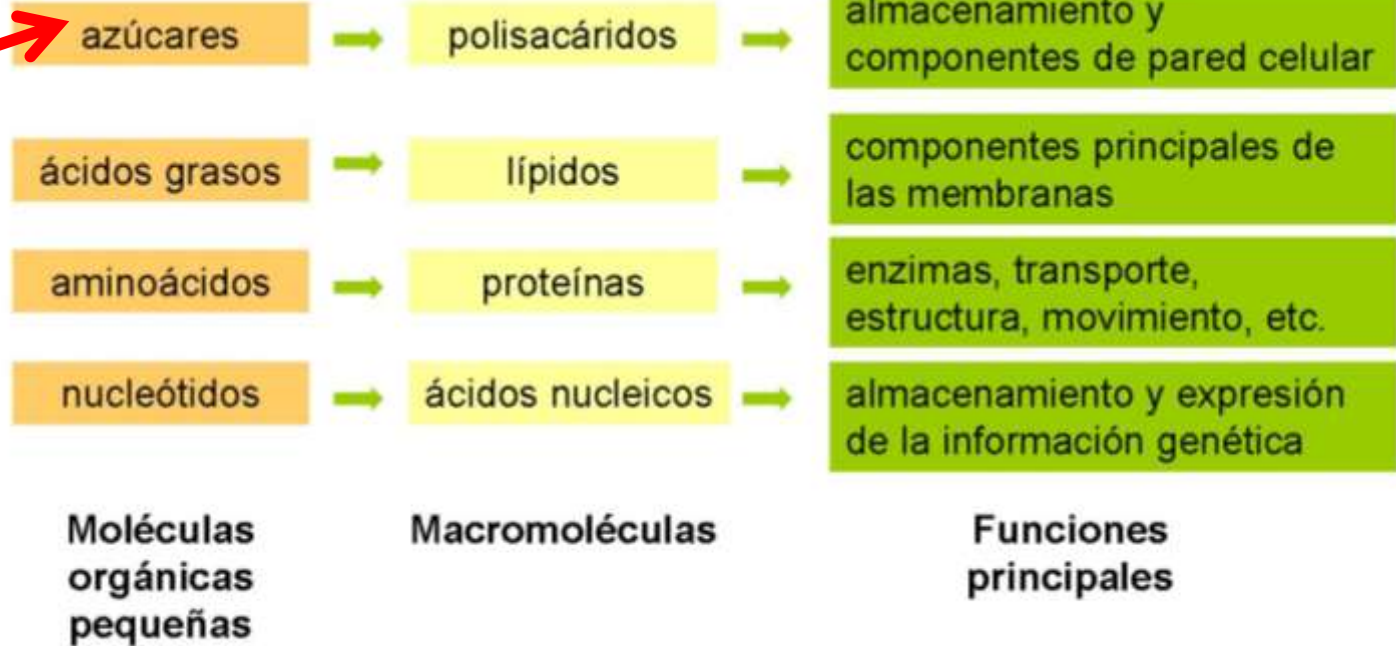 azúcares
polisacáridos
almacenamiento y
componentes de pared celular
ácidos grasos
lípidos
componentes principales de
las membranas
aminoácidos
proteínas
enzimas, transporte,
estructura, movimiento, etc.
nucleótidos
ácidos nucleicos
almacenamiento y expresión
de la información genética
Moléculas
orgánicas
pequeñas
Macromoléculas
Funciones
principales